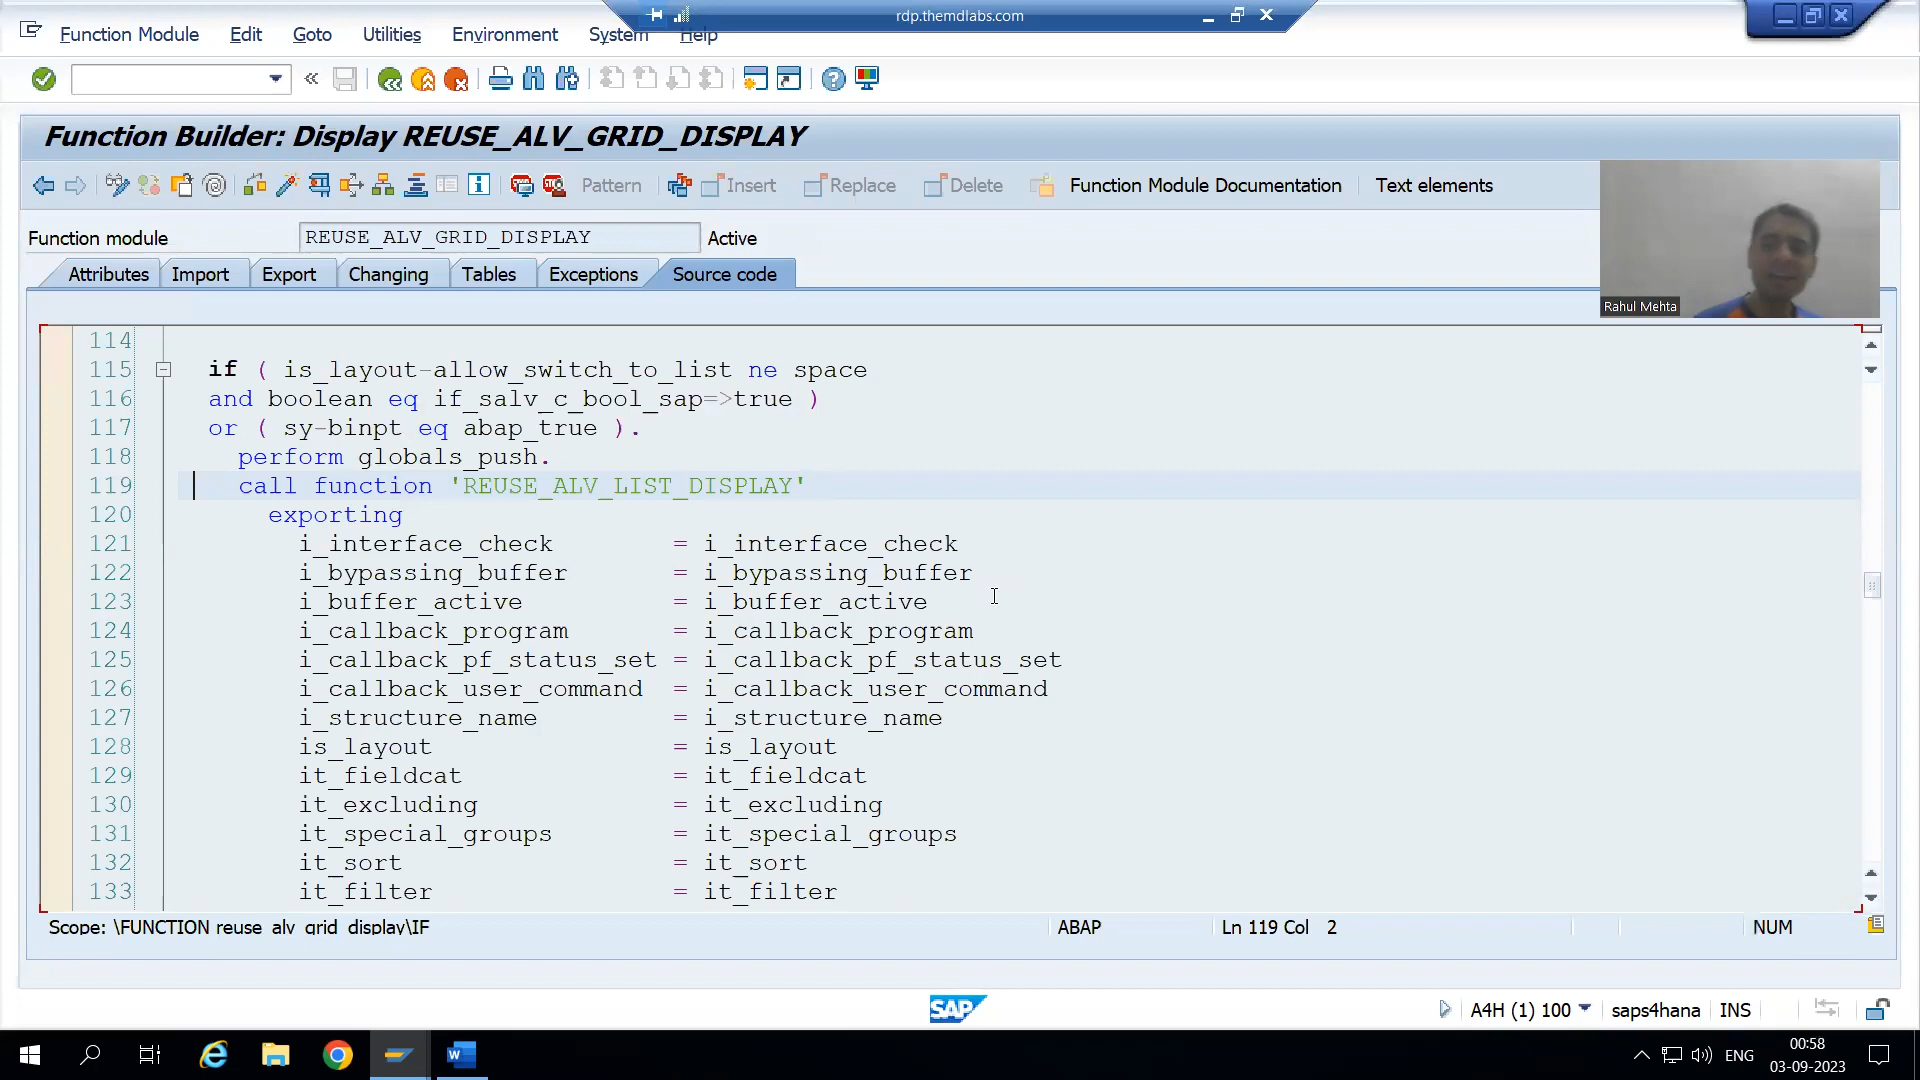 rdp.themdlabs.com
Function Module Edit Goto Utilities Environment System Help
Function Builder: Display REUSE_ALV_GRID_DISPLAY
Pattern Insert Replace Delete Function Module Documentation Text elements
Function module REUSE_ALV_GRID_DISPLAY Active
Attributes Import Export Changing Tables Exceptions Source code
Rahul Mehta
114
115 if ( is_layout-allow_switch_to_list ne space
116 and boolean eq if_salv_c_bool_sap=>true )
117 or ( sy-binpt eq abap_true ).
118 perform globals_push.
119 call function 'REUSE_ALV_LIST_DISPLAY'
120 exporting
121 i_interface_check = i_interface_check
122 i_bypassing_buffer = i_bypassing_buffer
123 i_buffer_active = i_buffer_active
124 i_callback_program = i_callback_program
125 i_callback_pf_status_set = i_callback_pf_status_set
126 i_callback_user_command = i_callback_user_command
127 i_structure_name = i_structure_name
128 is_layout = is_layout
129 it_fieldcat = it_fieldcat
130 it_excluding = it_excluding
131 it_special_groups = it_special_groups
132 it_sort = it_sort
133 it_filter = it_filter
Scope: \FUNCTION reuse_alv_grid_display\IF ABAP Ln 119 Col 2 NUM
SAP A4H (1) 100 saps4hana INS
ENG 00:58
03-09-2023